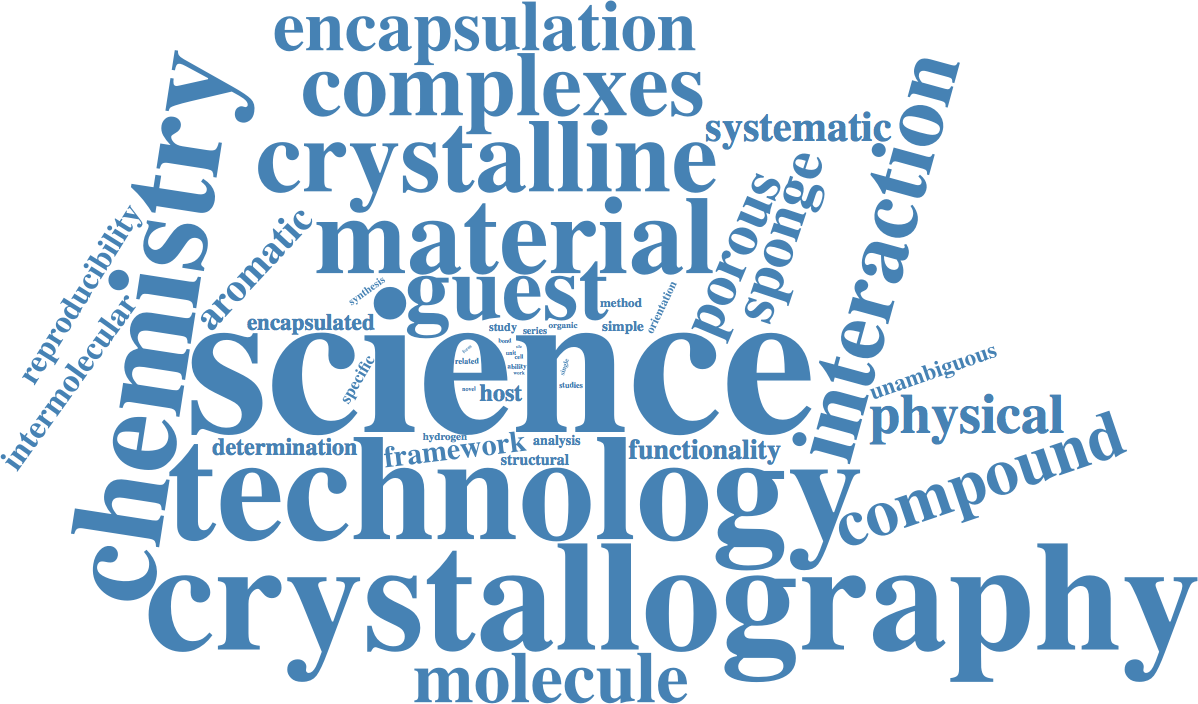 encapsulation
complexes
systematic
crystalline
interaction
chemistry
porous
sponge
material
reproducibility
aromatic
guest
synthesis
method
orientation
intermolecular
encapsulated
study
series
organic
simple
science
bond
unit
cell
related
ability
work
single
specific
novel
host
studies
unambiguous
physical
hydrogen
determination
framework
analysis
structural
functionality
technology
compound
crystallography
molecule